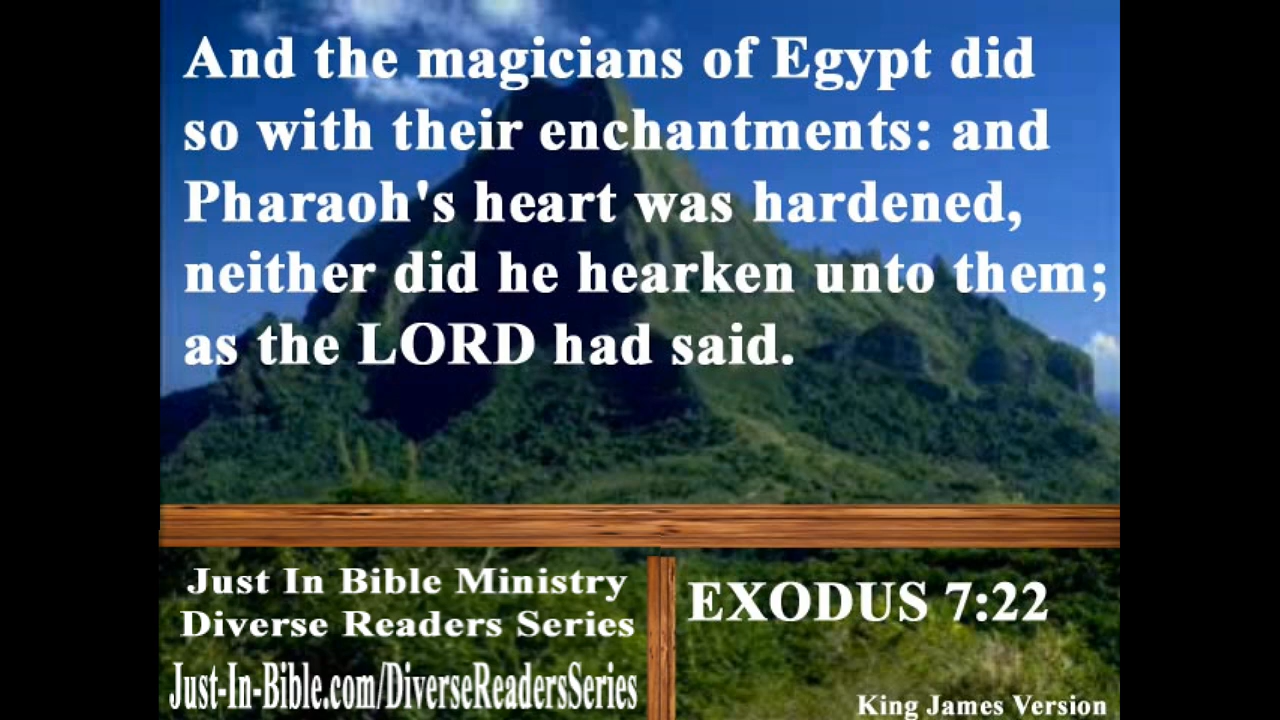 And the magicians of Egypt did
so with their enchantments: and
Pharaoh's heart was hardened,
neither did he hearken unto them;
as the LORD had said.
Just In Bible Ministry
Diverse Readers Series
Just-In-Bible.com/DiverseReadersSeries
EXODUS 7:22
King James Version